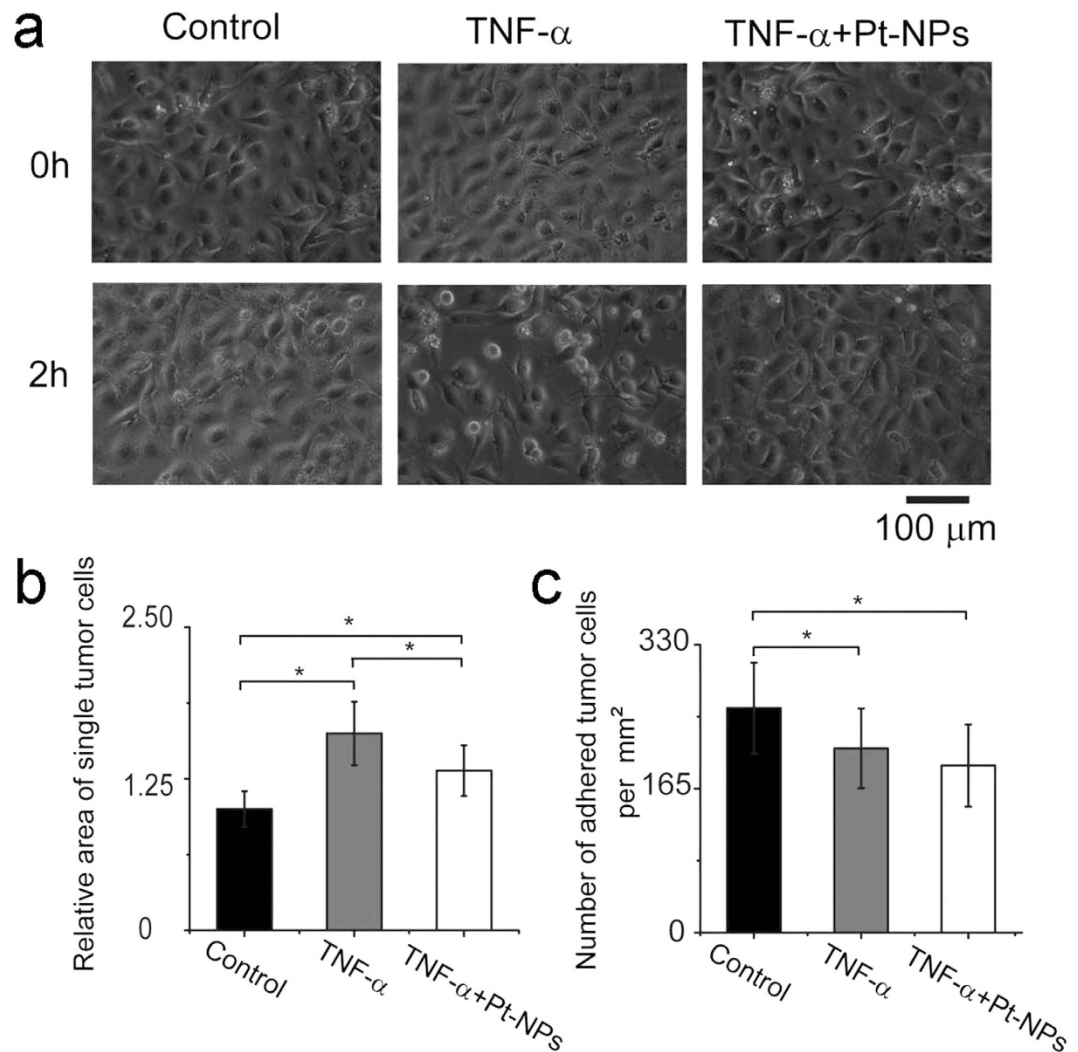 a
Control
TNF-α
TNF-α+Pt-NPs
0h
2h
100 μm
b
Relative area of single tumor cells
2.50
1.25
0
*
*
*
Control
TNF-α
TNF-α+Pt-NPs
c
Number of adhered tumor cells
per mm²
330
165
0
*
*
Control
TNF-α
TNF-α+Pt-NPs